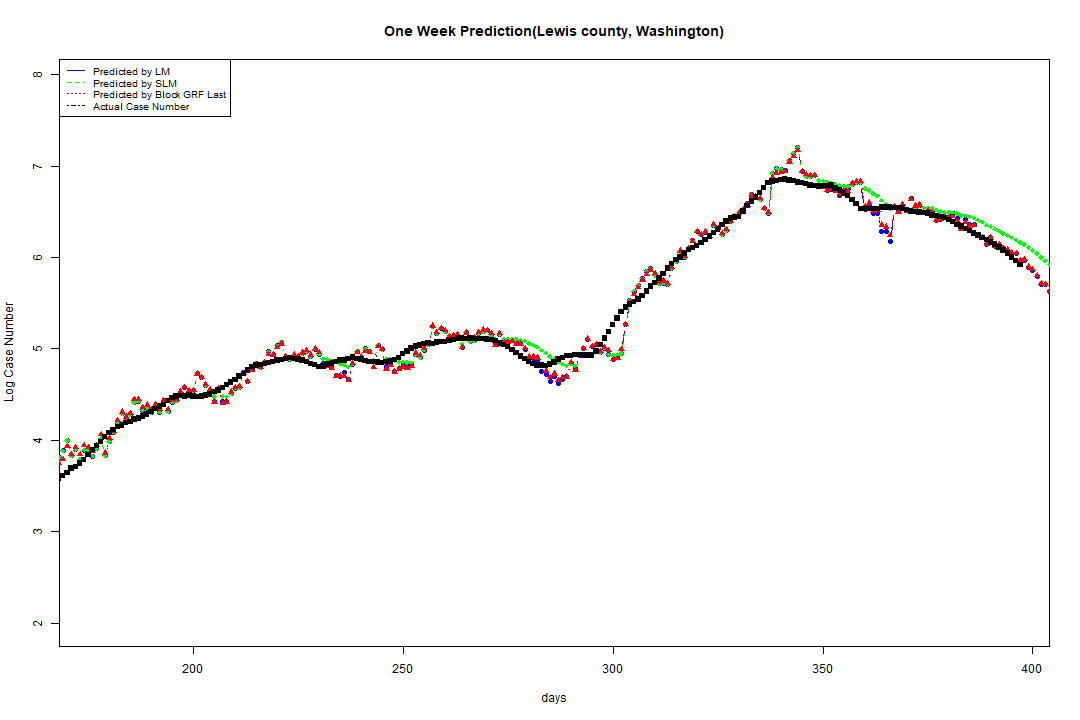 One Week Prediction(Lewis county, Washington)
Predicted by LM
Predicted by SLM
Predicted by Block GRF Last
Actual Case Number
8
7
6
5
4
3
2
Log Case Number
200
250
300
350
400
days